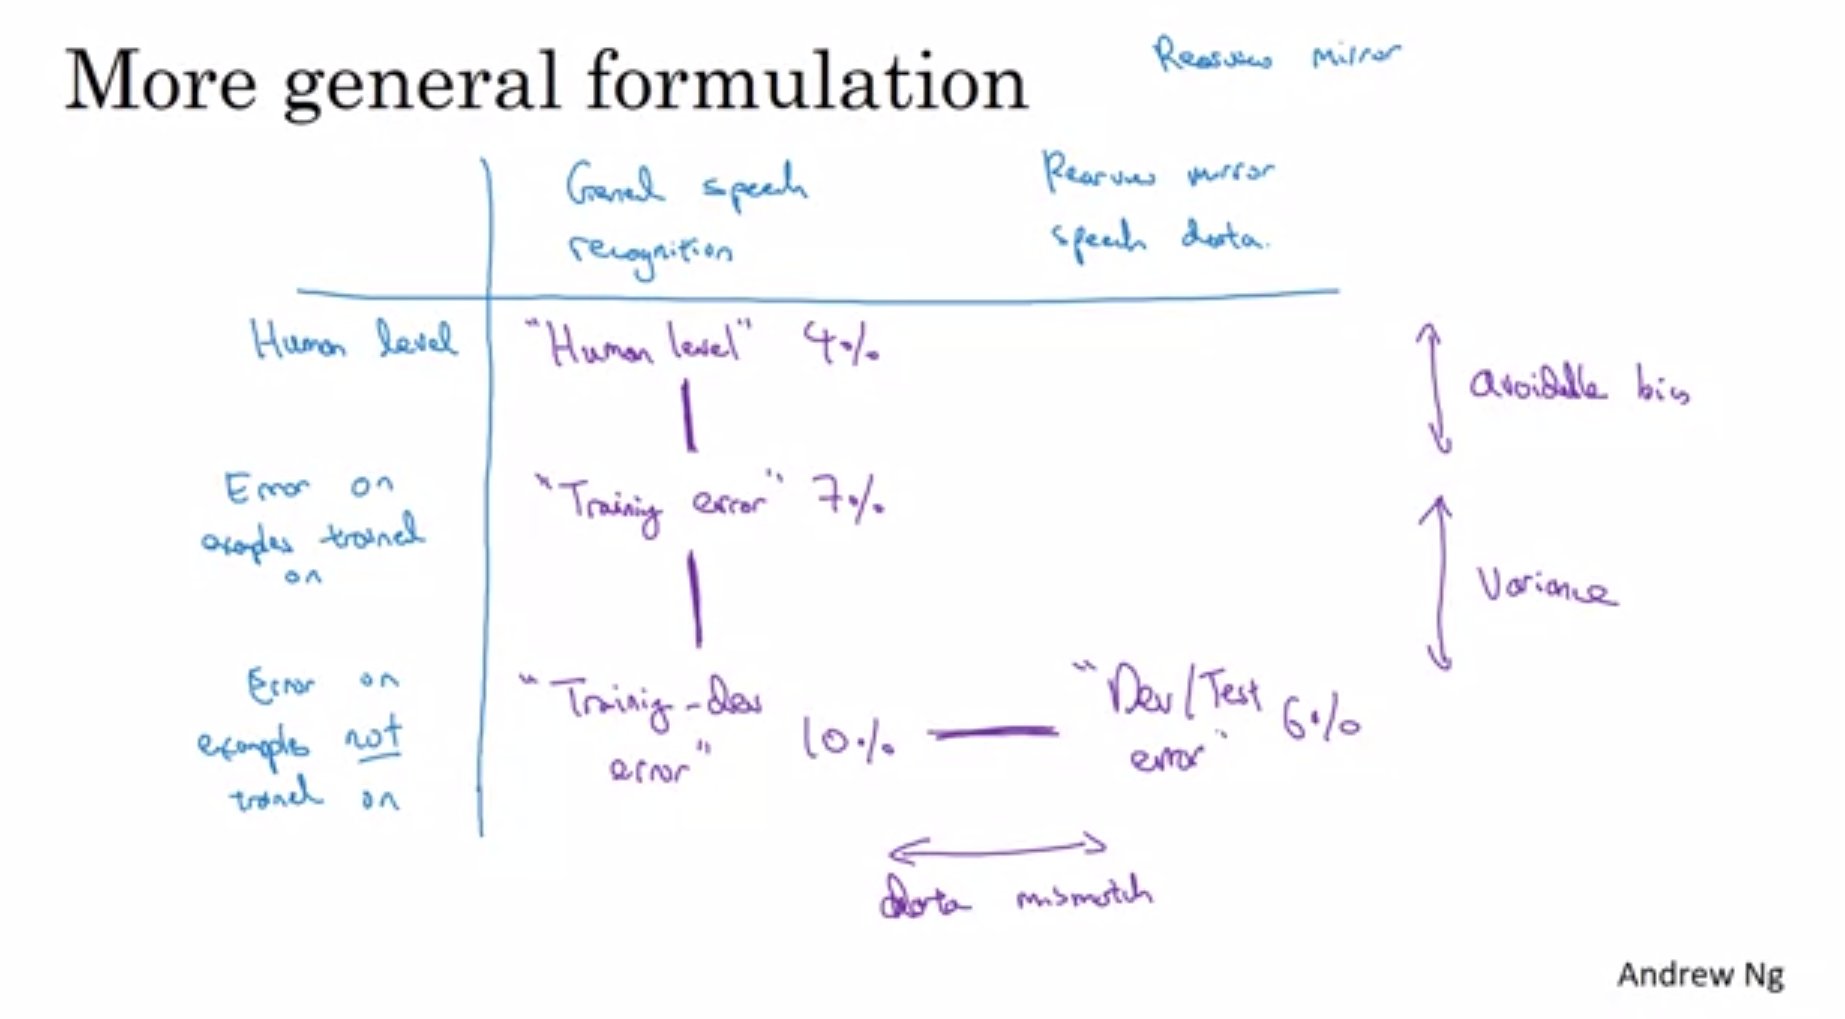 More general formulation
Rearview mirror
General speech
recognition
Rearview mirror
speech data.
Human level
"Human level" 4%
avoidable bias
Error on
examples trained
on
"Training error" 7%
Variance
Error on
examples not
trained on
"Training-dev
error" 10%
"Dev/Test
error" 6%
data mismatch
Andrew Ng